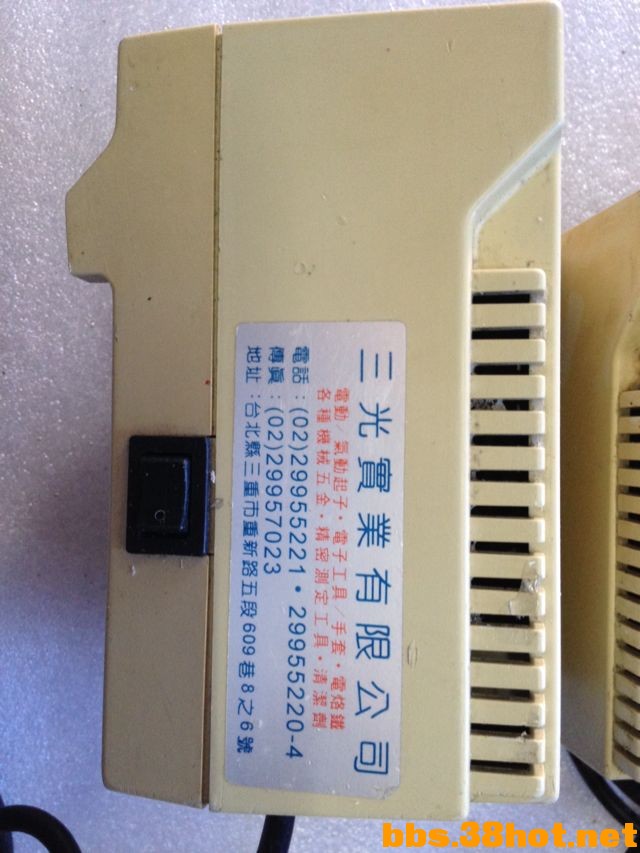 三光實業有限公司
電動／氣動起子・電子工具／手套・電烙鐵
各種機械五金・精密測定工具・清潔劑
電話：(02)29955221・29955220-4
傳眞：(02)29957023
地址：台北縣三重市重新路五段609巷8之6號
bbs.38hot.net